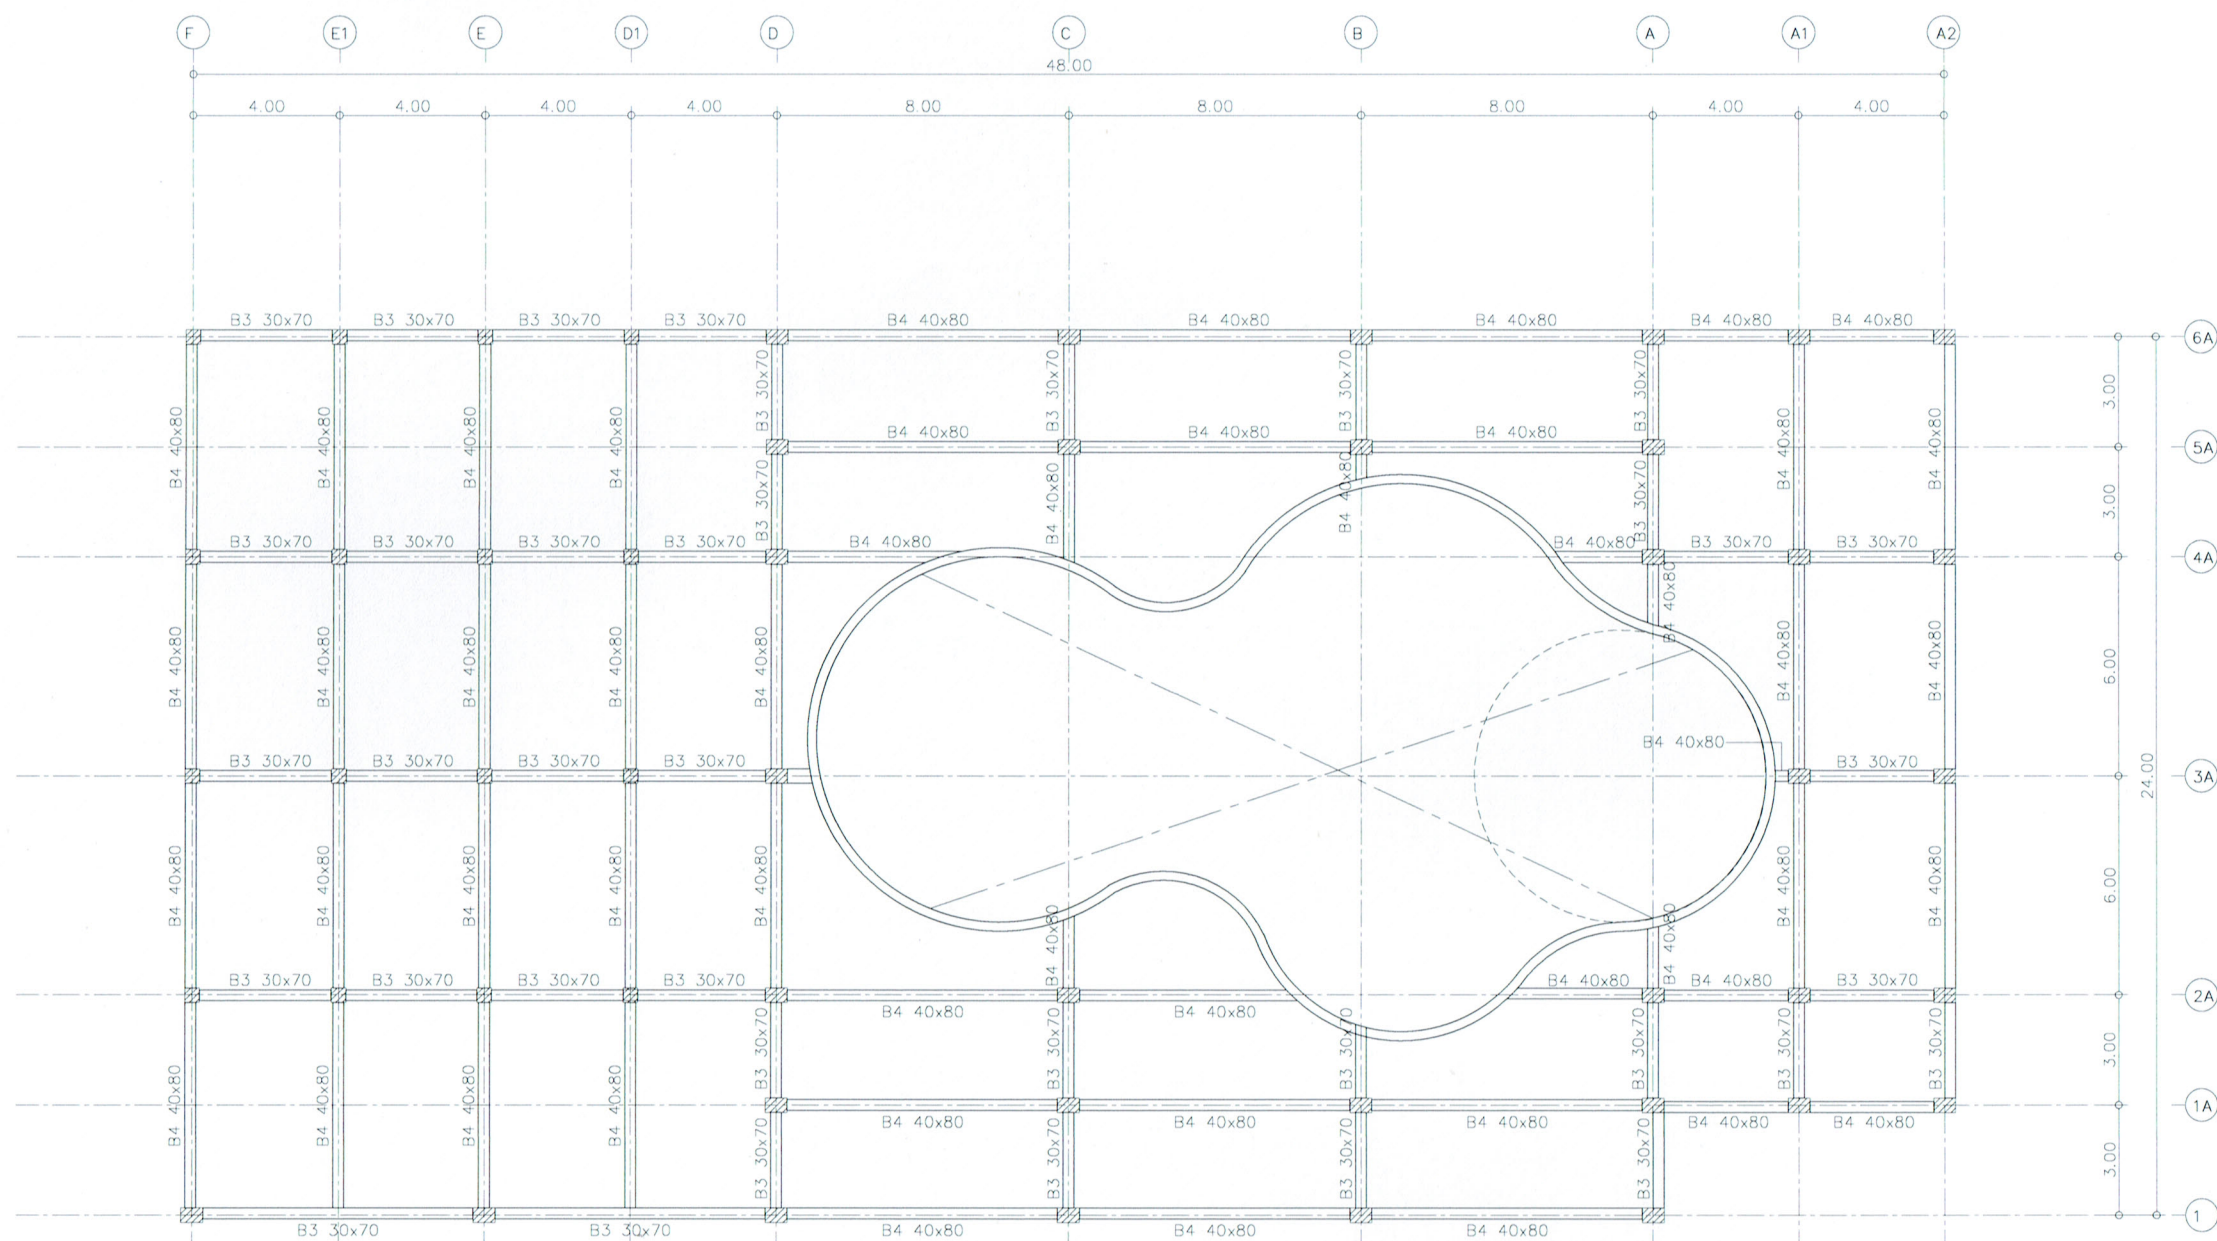 F E1 E D1 D C B A A1 A2
48.00
4.00 4.00 4.00 4.00 8.00 8.00 8.00 4.00 4.00
B3 30x70 B3 30x70 B3 30x70 B3 30x70 B4 40x80 B4 40x80 B4 40x80 B4 40x80 B4 40x80
6A
B3 30x70 B3 30x70 B3 30x70 B3 30x70
3.00
B4 40x80 B4 40x80 B4 40x80 B4 40x80 B4 40x80 B4 40x80
B4 40x80 B4 40x80 B4 40x80
5A
B3 30x70 B4 40x80 B4 40x80 B3 30x70
3.00
B3 30x70 B3 30x70 B3 30x70 B3 30x70 B4 40x80 B4 40x80 B3 30x70 B3 30x70
4A
B4 40x80
B4 40x80 B4 40x80 B4 40x80 B4 40x80 B4 40x80 B4 40x80 B4 40x80
6.00
B4 40x80
B3 30x70 B3 30x70 B3 30x70 B3 30x70 B3 30x70
3A
24.00
B4 40x80 B4 40x80 B4 40x80 B4 40x80 B4 40x80 B4 40x80 B4 40x80 B4 40x80 B4 40x80
6.00
B3 30x70 B3 30x70 B3 30x70 B3 30x70 B4 40x80 B4 40x80 B3 30x70
2A
B4 40x80 B4 40x80
B3 30x70 B3 30x70 B3 30x70 B3 30x70 B3 30x70 B3 30x70
3.00
B4 40x80 B4 40x80 B4 40x80 B4 40x80
1A
B4 40x80 B4 40x80 B4 40x80 B4 40x80 B4 40x80
B3 30x70 B3 30x70 B3 30x70 B3 30x70
3.00
1
B3 30x70 B3 30x70 B4 40x80 B4 40x80 B4 40x80